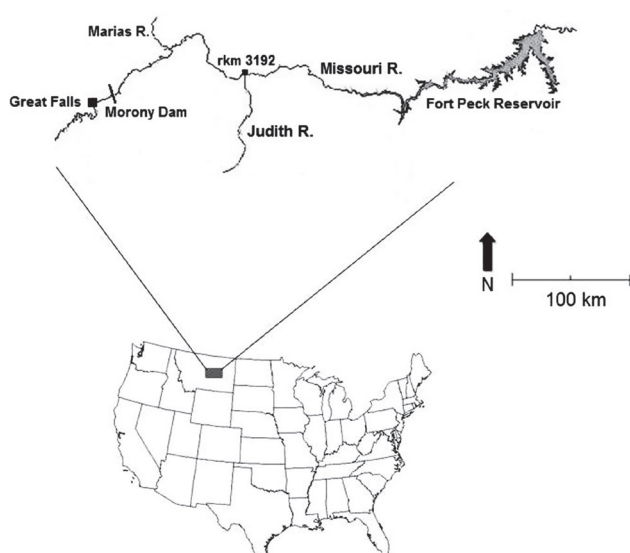 Marias R.
rkm 3192
Missouri R.
Great Falls
Morony Dam
Fort Peck Reservoir
Judith R.
N
100 km